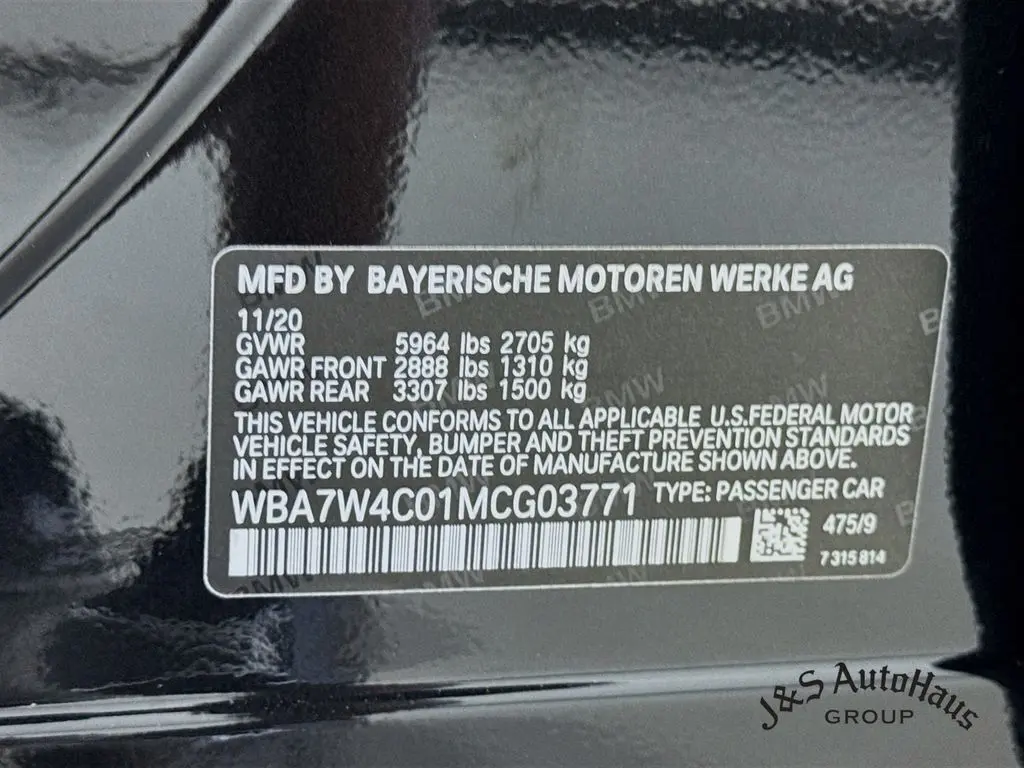 MFD BY BAYERISCHE MOTOREN WERKE AG
11/20
GVWR 5964 lbs 2705 kg
GAWR FRONT 2888 lbs 1310 kg
GAWR REAR 3307 lbs 1500 kg
THIS VEHICLE CONFORMS TO ALL APPLICABLE U.S.FEDERAL MOTOR
VEHICLE SAFETY, BUMPER AND THEFT PREVENTION STANDARDS
IN EFFECT ON THE DATE OF MANUFACTURE SHOWN ABOVE.
WBA7W4C01MCG03771 TYPE: PASSENGER CAR
475/9
7315814
J&S AutoHaus
GROUP